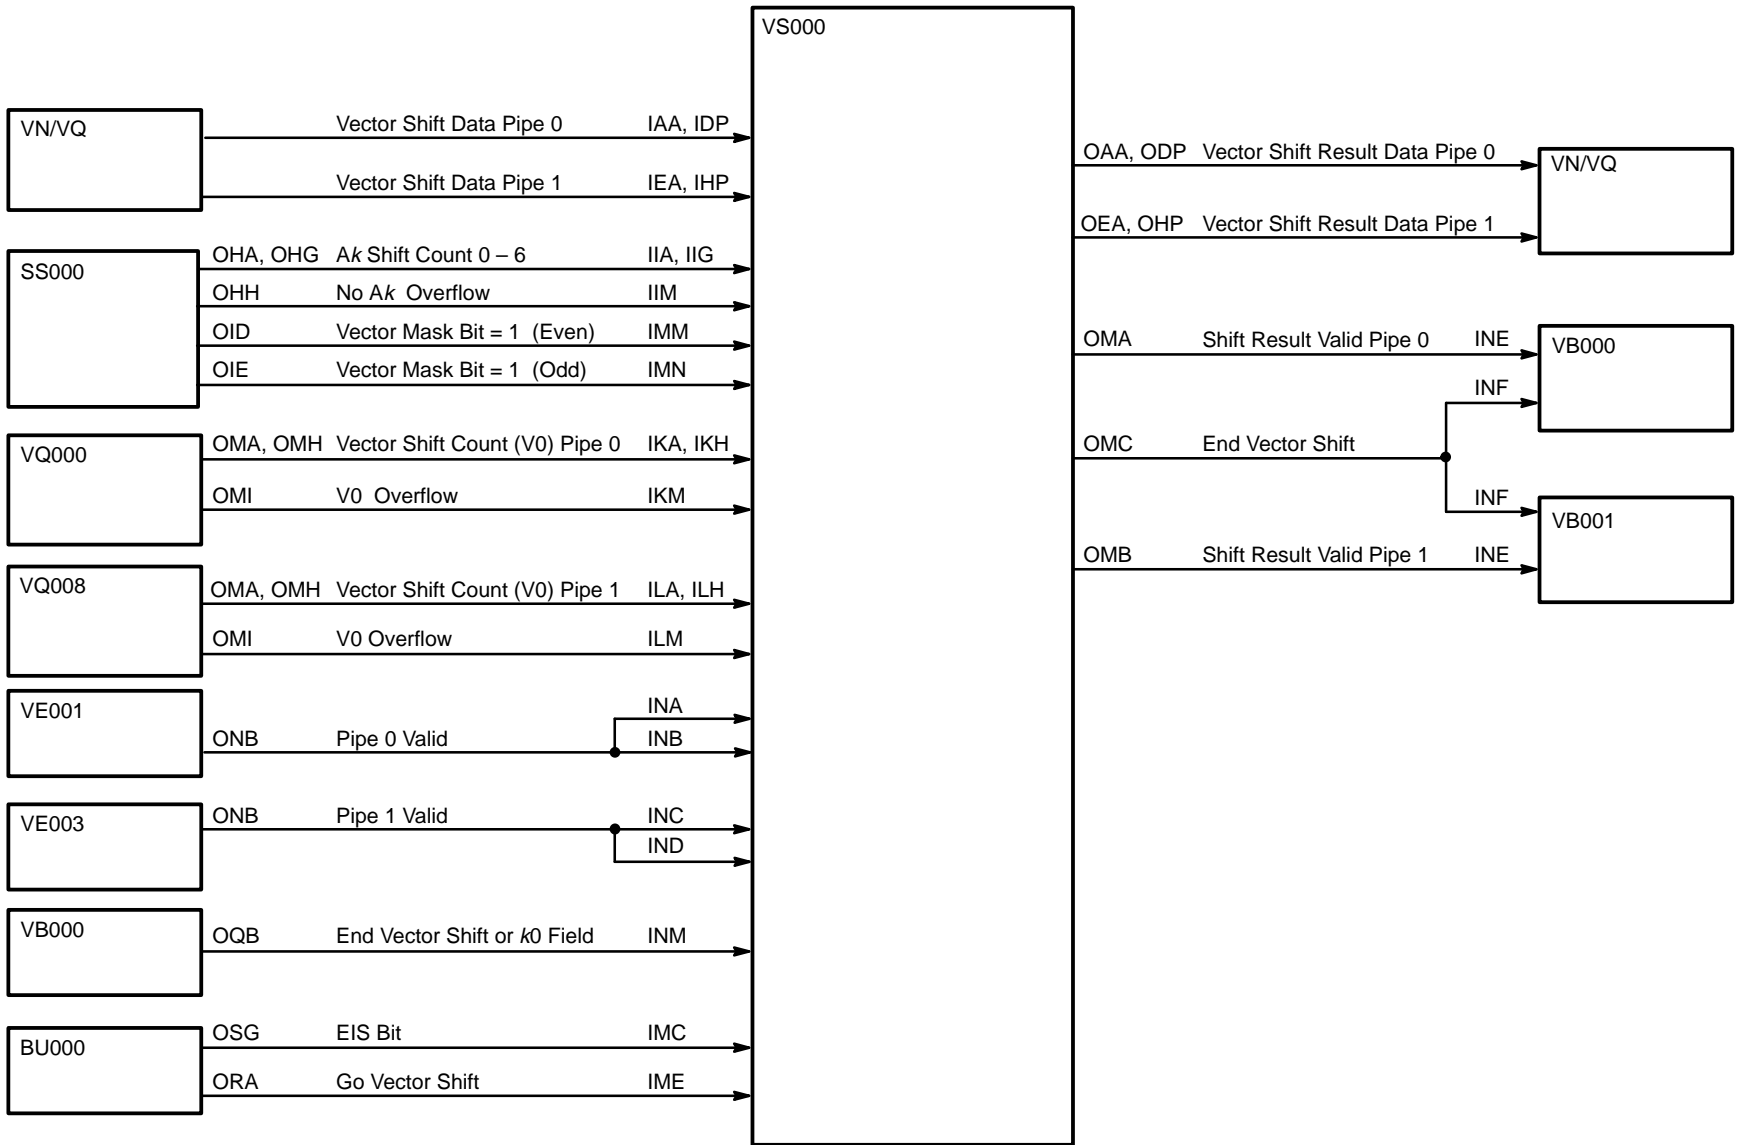 VS000
VN/VQ
Vector Shift Data Pipe 0 IAA, IDP
Vector Shift Data Pipe 1 IEA, IHP
SS000
OHA, OHG Ak Shift Count 0 – 6 IIA, IIG
OHH No Ak Overflow IIM
OID Vector Mask Bit = 1 (Even) IMM
OIE Vector Mask Bit = 1 (Odd) IMN
VQ000
OMA, OMH Vector Shift Count (V0) Pipe 0 IKA, IKH
OMI V0 Overflow IKM
VQ008
OMA, OMH Vector Shift Count (V0) Pipe 1 ILA, ILH
OMI V0 Overflow ILM
VE001
INA
ONB Pipe 0 Valid INB
VE003
ONB Pipe 1 Valid INC
IND
VB000
OQB End Vector Shift or k0 Field INM
BU000
OSG EIS Bit IMC
ORA Go Vector Shift IME
OAA, ODP Vector Shift Result Data Pipe 0
VN/VQ
OEA, OHP Vector Shift Result Data Pipe 1
OMA Shift Result Valid Pipe 0 INE
VB000
INF
OMC End Vector Shift
INF
VB001
OMB Shift Result Valid Pipe 1 INE